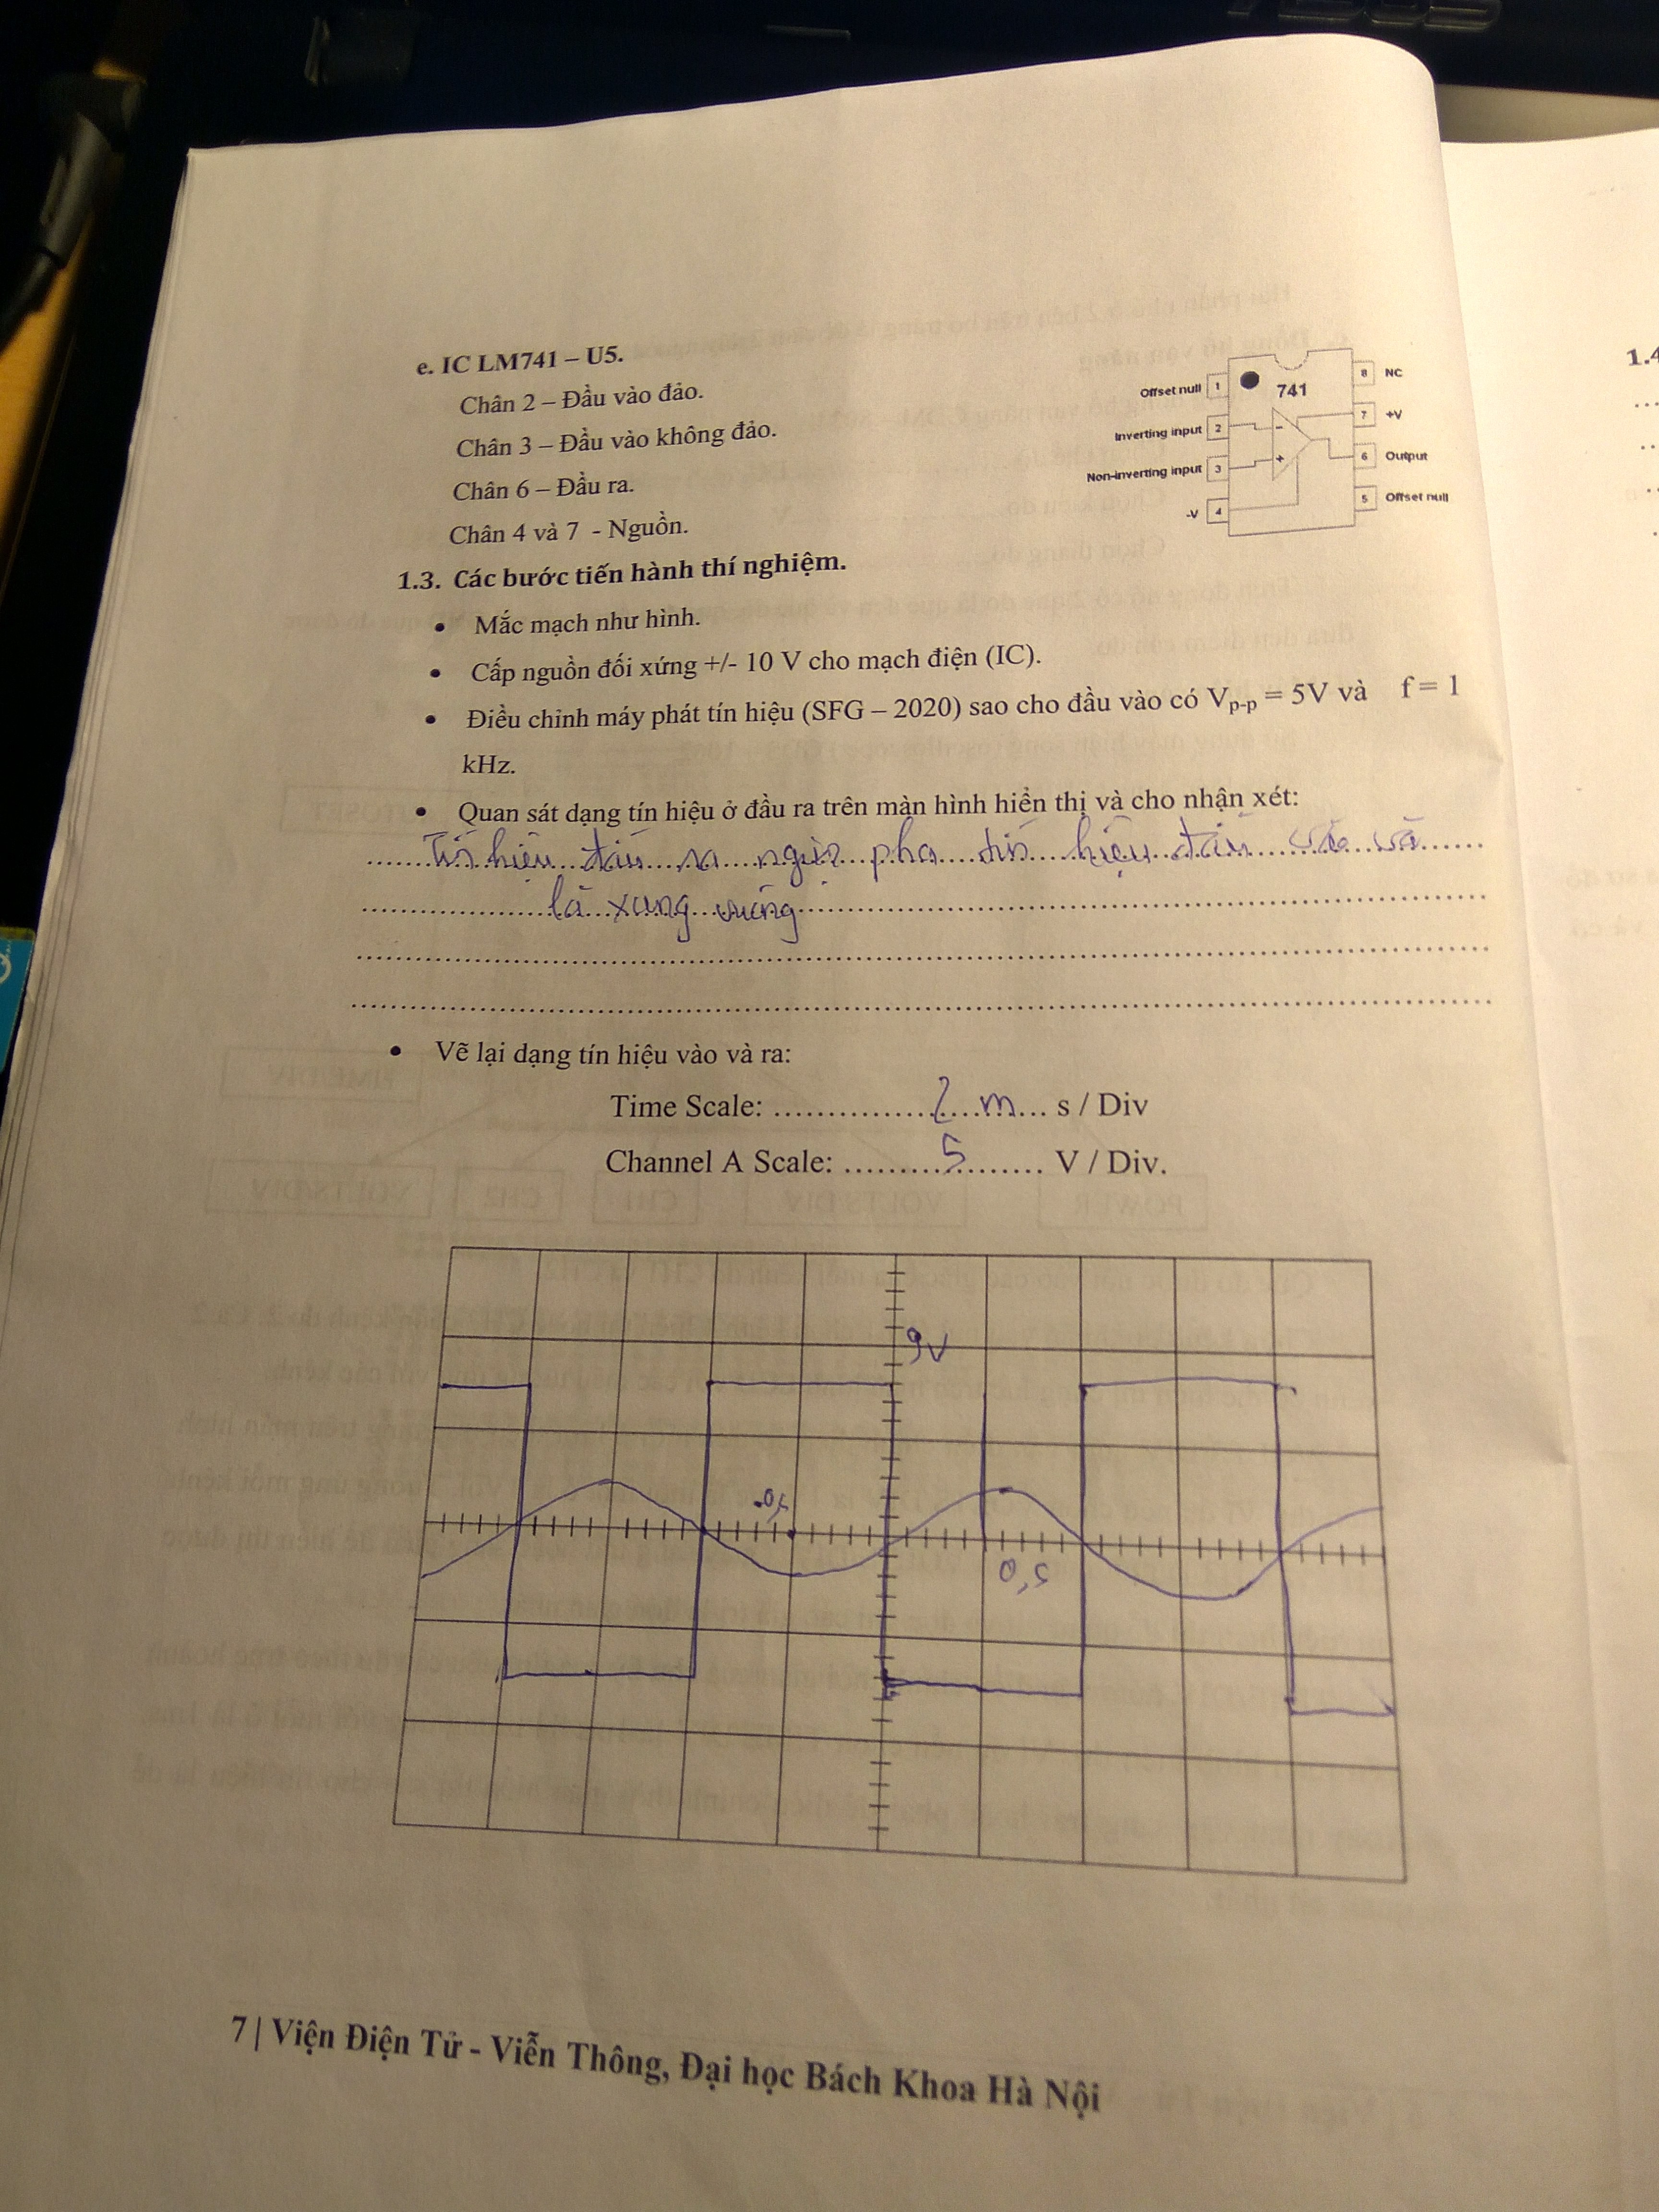 e. IC LM741 – U5.
Chân 2 – Đầu vào đảo.
Chân 3 – Đầu vào không đảo.
Chân 6 – Đầu ra.
Chân 4 và 7 - Nguồn.
741
Offset null 1
Inverting input 2
Non-inverting input 3
-V 4
8 NC
7 +V
6 Output
5 Offset null
- +
1.3. Các bước tiến hành thí nghiệm.
• Mắc mạch như hình.
• Cấp nguồn đối xứng +/- 10 V cho mạch điện (IC).
• Điều chỉnh máy phát tín hiệu (SFG – 2020) sao cho đầu vào có Vp-p = 5V và f = 1
kHz.
• Quan sát dạng tín hiệu ở đầu ra trên màn hình hiển thị và cho nhận xét:
Tín hiệu đầu ra ngược pha tín hiệu đầu vào và
là xung vuông
• Vẽ lại dạng tín hiệu vào và ra:
Time Scale: 2 m s / Div
Channel A Scale: 5 V / Div.
9V
0,5
7 | Viện Điện Tử - Viễn Thông, Đại học Bách Khoa Hà Nội
1.4